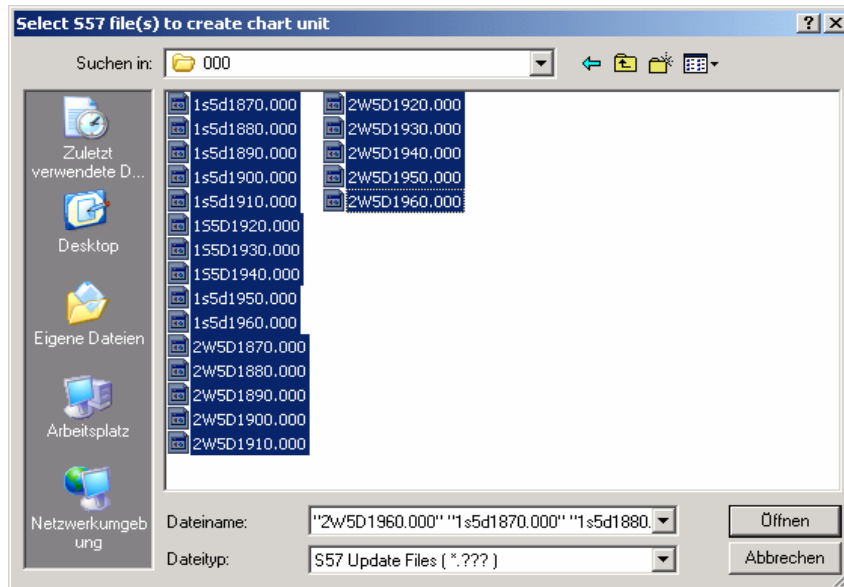 Select S57 file(s) to create chart unit
Suchen in:
000
Zuletzt
verwendete D...
Desktop
Eigene Dateien
Arbeitsplatz
Netzwerkumgeb
ung
1s5d1870.000
1s5d1880.000
1s5d1890.000
1s5d1900.000
1s5d1910.000
1S5D1920.000
1S5D1930.000
1S5D1940.000
1s5d1950.000
1s5d1960.000
2W5D1870.000
2W5D1880.000
2W5D1890.000
2W5D1900.000
2W5D1910.000
2W5D1920.000
2W5D1930.000
2W5D1940.000
2W5D1950.000
2W5D1960.000
Dateiname:
"2W5D1960.000" "1s5d1870.000" "1s5d1880.
Öffnen
Dateityp:
S57 Update Files ( *.??? )
Abbrechen